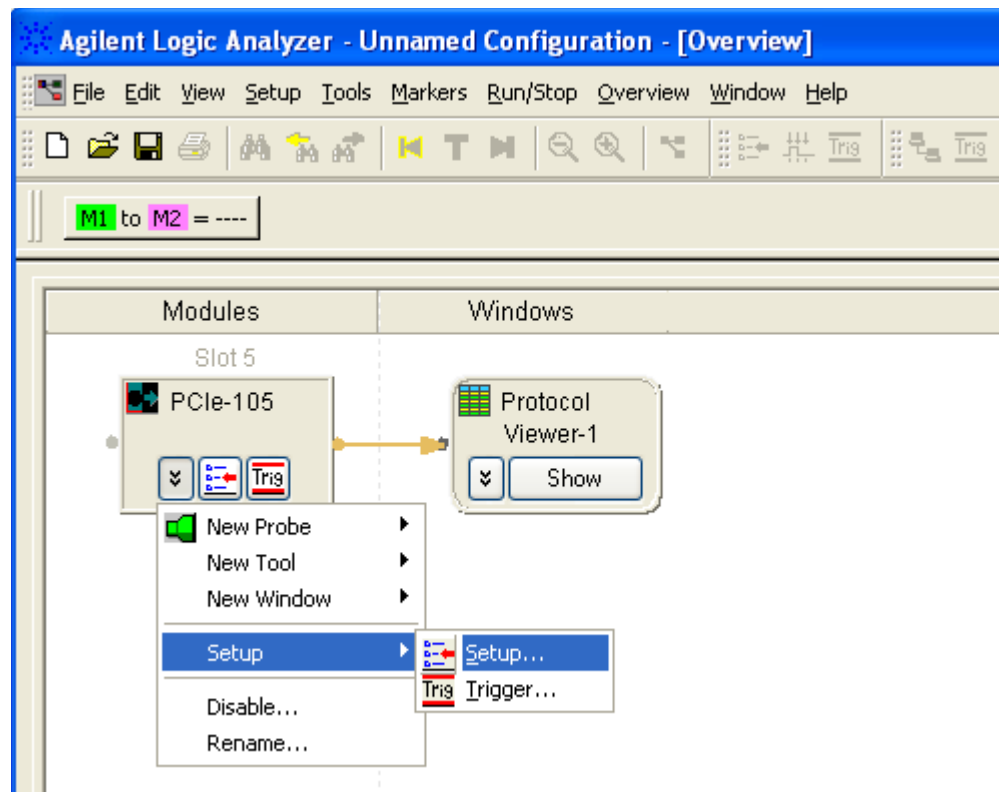 Agilent Logic Analyzer - Unnamed Configuration - [Overview]
File Edit View Setup Tools Markers Run/Stop Overview Window Help
T Trig Trig
M1 to M2 = ----
Modules Windows
Slot 5
PCIe-105
Protocol
Viewer-1
Trig
Show
New Probe
New Tool
New Window
Setup
Setup...
Trig Trigger...
Disable...
Rename...